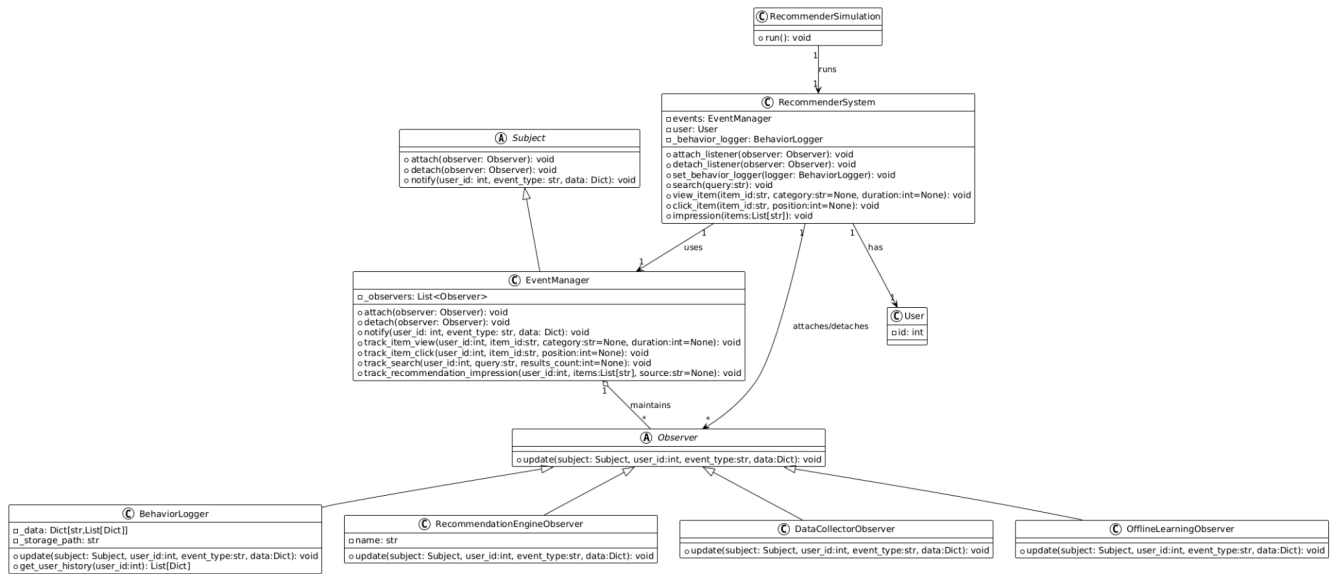 C RecommenderSimulation
run(): void
1
runs
1
C RecommenderSystem
events: EventManager
user: User
_behavior_logger: BehaviorLogger
attach_listener(observer: Observer): void
detach_listener(observer: Observer): void
set_behavior_logger(logger: BehaviorLogger): void
search(query:str): void
view_item(item_id:str, category:str=None, duration:int=None): void
click_item(item_id:str, position:int=None): void
impression(items:List[str]): void
A Subject
attach(observer: Observer): void
detach(observer: Observer): void
notify(user_id: int, event_type: str, data: Dict): void
1
uses
1
1
attaches/detaches
*
1
has
1
C EventManager
_observers: List<Observer>
attach(observer: Observer): void
detach(observer: Observer): void
notify(user_id: int, event_type: str, data: Dict): void
track_item_view(user_id:int, item_id:str, category:str=None, duration:int=None): void
track_item_click(user_id:int, item_id:str, position:int=None): void
track_search(user_id:int, query:str, results_count:int=None): void
track_recommendation_impression(user_id:int, items:List[str], source:str=None): void
C User
id: int
1
maintains
*
A Observer
update(subject: Subject, user_id:int, event_type:str, data:Dict): void
C BehaviorLogger
_data: Dict[str,List[Dict]]
_storage_path: str
update(subject: Subject, user_id:int, event_type:str, data:Dict): void
get_user_history(user_id:int): List[Dict]
C RecommendationEngineObserver
name: str
update(subject: Subject, user_id:int, event_type:str, data:Dict): void
C DataCollectorObserver
update(subject: Subject, user_id:int, event_type:str, data:Dict): void
C OfflineLearningObserver
update(subject: Subject, user_id:int, event_type:str, data:Dict): void